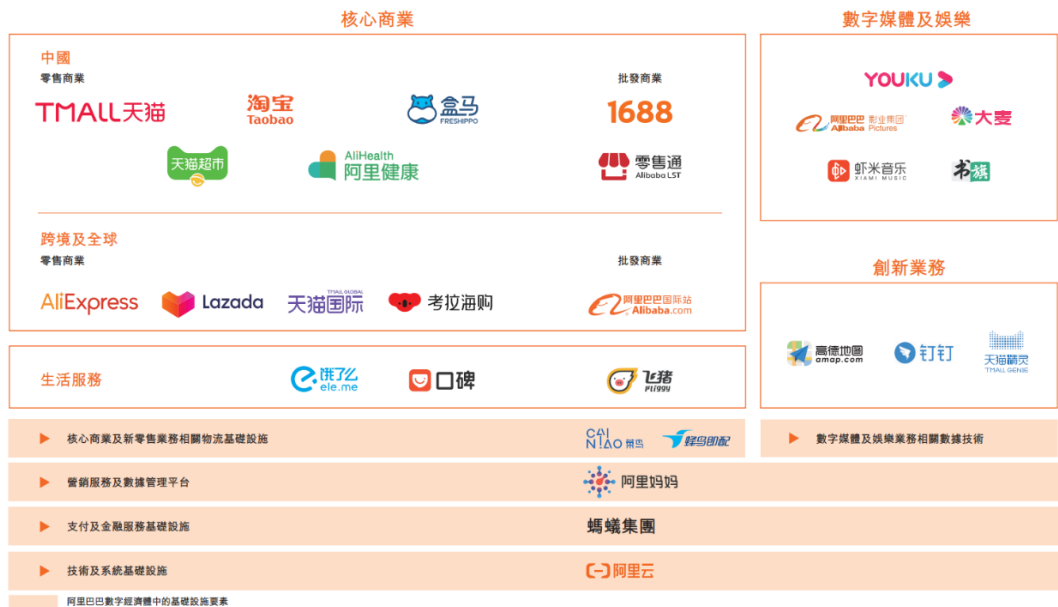 核心商業
中國
零售商業
批發商業
TMALL天猫
淘宝
Taobao
盒马
FRESHIPPO
1688
天猫超市
AliHealth
阿里健康
零售通
Alibaba LST
跨境及全球
零售商業
批發商業
AliExpress
Lazada
TMALL GLOBAL
天猫国际
考拉海购
阿里巴巴国际站
Alibaba.com
生活服務
饿了么
ele.me
口碑
飞猪
Fliggy
數字媒體及娛樂
YOUKU
阿里巴巴 影业集团
Alibaba Pictures
大麦
虾米音乐
XIAMI MUSIC
书旗
創新業務
高德地圖
amap.com
钉钉
天猫精灵
TMALL GENIE
核心商業及新零售業務相關物流基礎設施
CAI
NIAO 菜鸟
蜂鸟即配
數字媒體及娛樂業務相關數據技術
營銷服務及數據管理平台
阿里妈妈
支付及金融服務基礎設施
螞蟻集團
技術及系統基礎設施
阿里云
阿里巴巴數字經濟體中的基礎設施要素